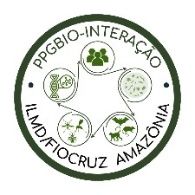 PPGBIO-INTERAÇÃO
ILMD/FIOCRUZ AMAZÔNIA